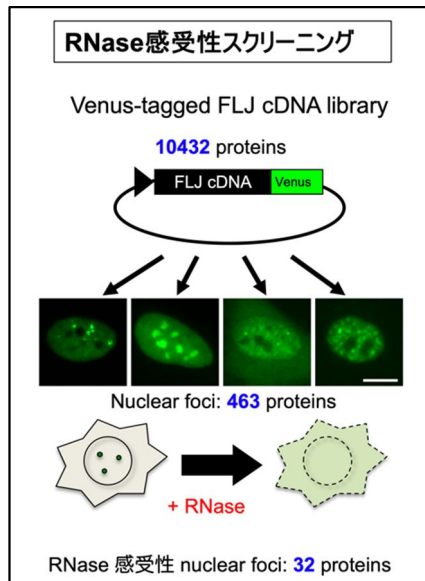 RNase感受性スクリーニング
Venus-tagged FLJ cDNA library
10432 proteins
FLJ cDNA Venus
Nuclear foci: 463 proteins
+ RNase
RNase 感受性 nuclear foci: 32 proteins